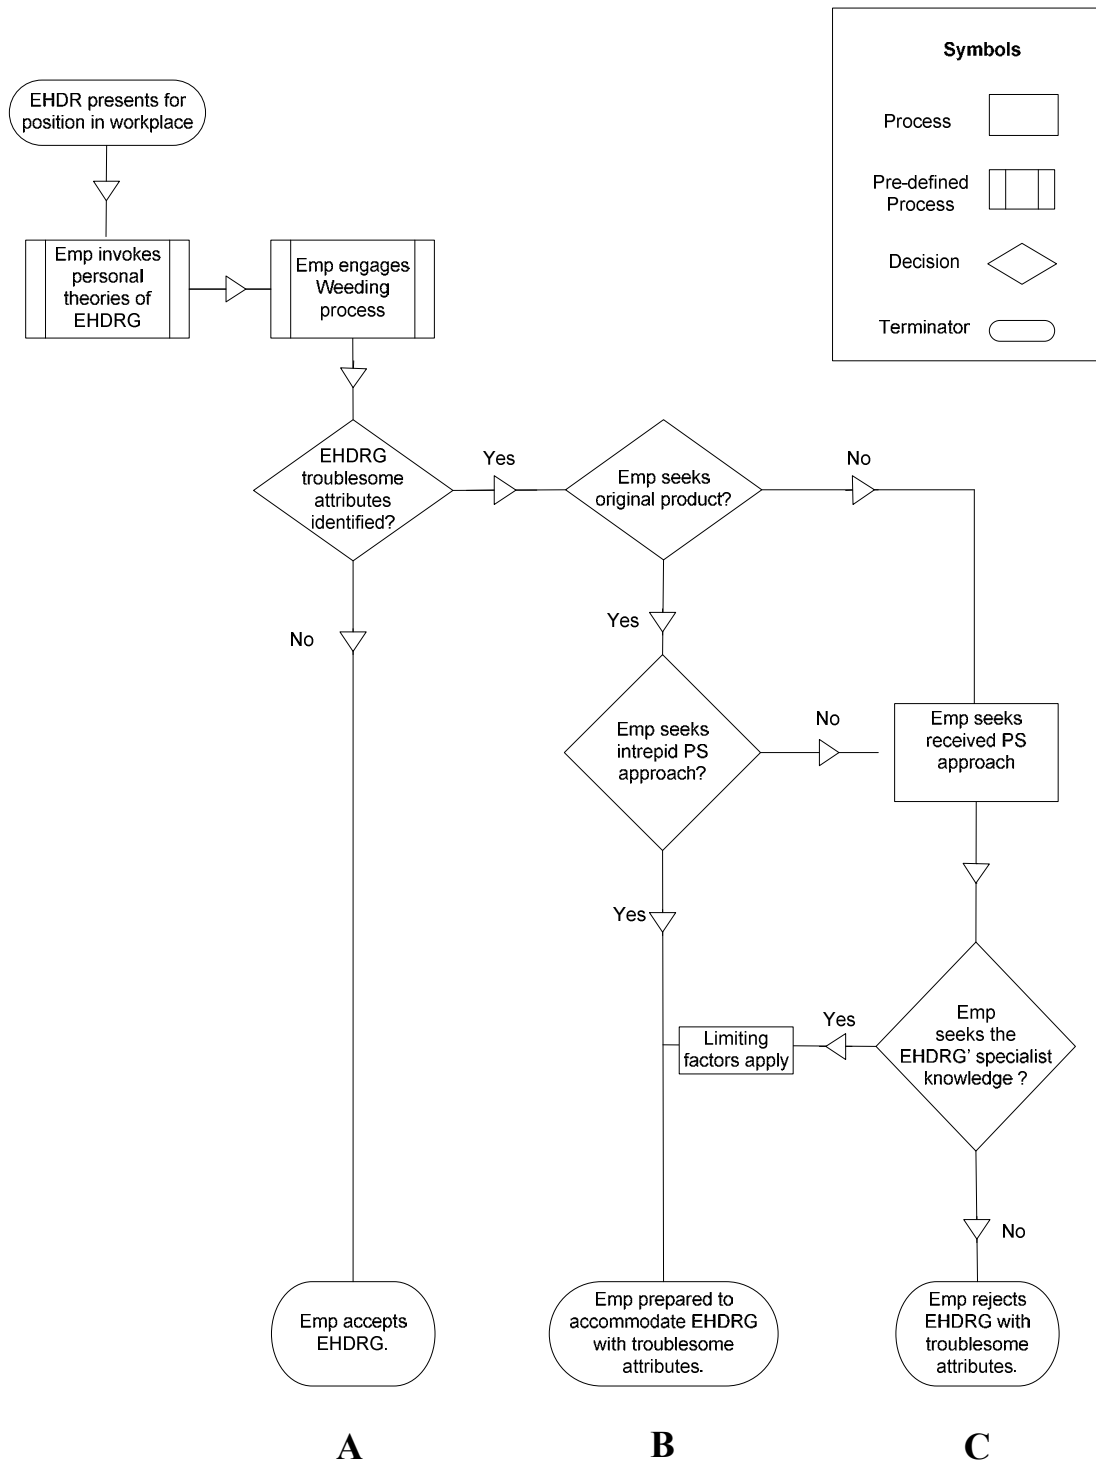 Symbols
Process
Pre-defined
Process
Decision
Terminator
EHDR presents for
position in workplace
Emp invokes
personal
theories of
EHDRG
Emp engages
Weeding
process
EHDRG
troublesome
attributes
identified?
Yes
No
Emp seeks
original product?
No
Yes
Emp seeks
intrepid PS
approach?
No
Yes
Emp seeks
received PS
approach
Emp
seeks the
EHDRG' specialist
knowledge ?
Yes
Limiting
factors apply
No
Emp accepts
EHDRG.
Emp prepared to
accommodate EHDRG
with troublesome
attributes.
Emp rejects
EHDRG with
troublesome
attributes.
A
B
C